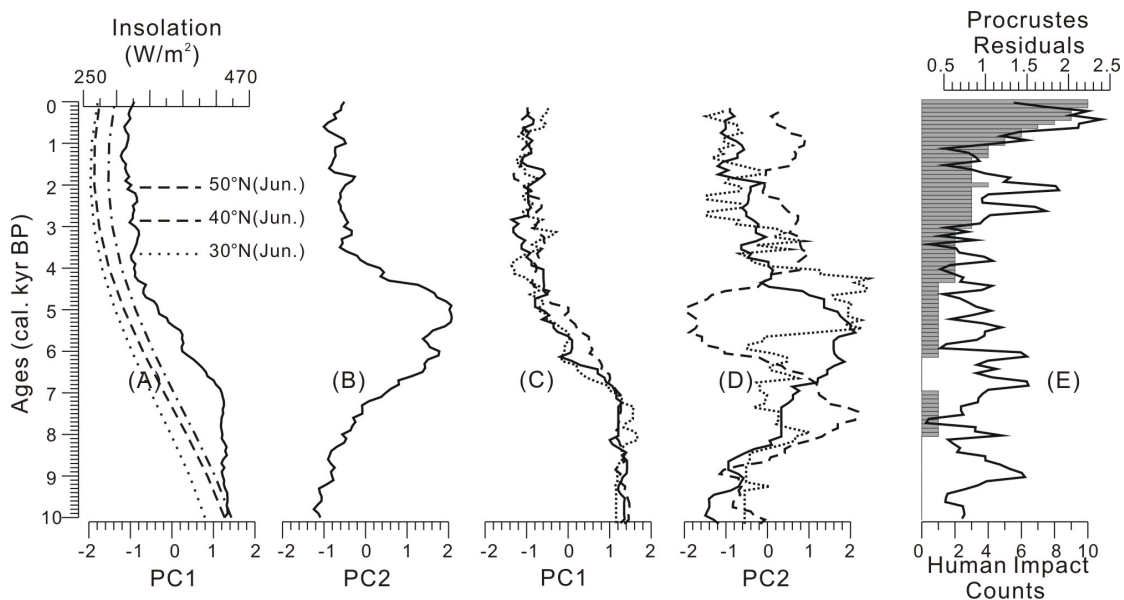 Insolation
(W/m²)
250 470
Procrustes
Residuals
0.5 1.0 1.5 2.0 2.5
Ages (cal. kyr BP)
0
1
2
3
4
5
6
7
8
9
10
50°N(Jun.)
40°N(Jun.)
30°N(Jun.)
(A) (B) (C) (D) (E)
-2 -1 0 1 2
PC1
-2 -1 0 1 2
PC2
-2 -1 0 1 2
PC1
-2 -1 0 1 2
PC2
0 2 4 6 8 10
Human Impact
Counts